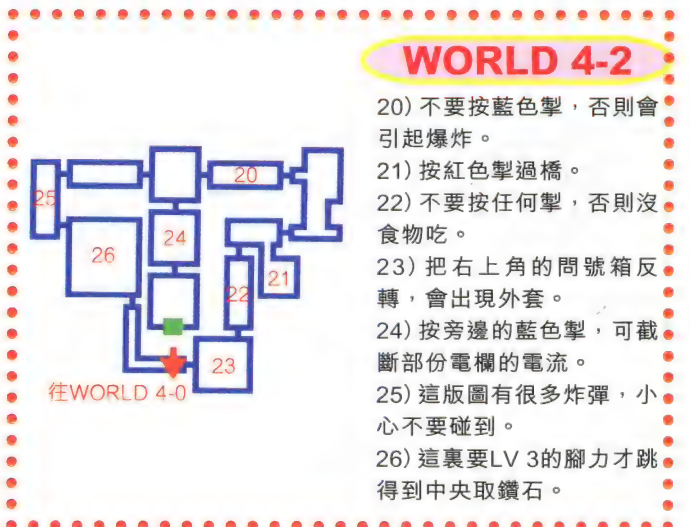 WORLD 4-2
20) 不要按藍色掣,否則會
引起爆炸。
21) 按紅色掣過橋。
22) 不要按任何掣,否則沒
食物吃。
23) 把右上角的問號箱反
轉,會出現外套。
24) 按旁邊的藍色掣,可截
斷部份電欄的電流。
25) 這版圖有很多炸彈,小
心不要碰到。
26) 這裏要LV 3的腳力才跳
得到中央取鑽石。
20
25
24
26
21
22
23
往WORLD 4-0